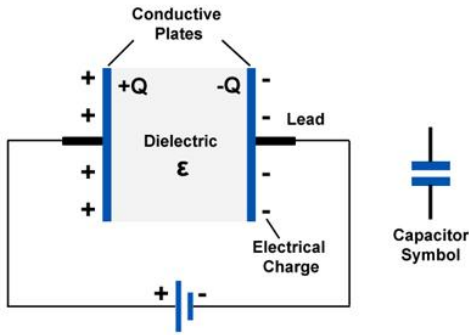 Conductive
Plates
+ +Q -Q -
+ -
Lead
Dielectric
ε
+ -
+ -
Electrical
Charge
+ -
Capacitor
Symbol